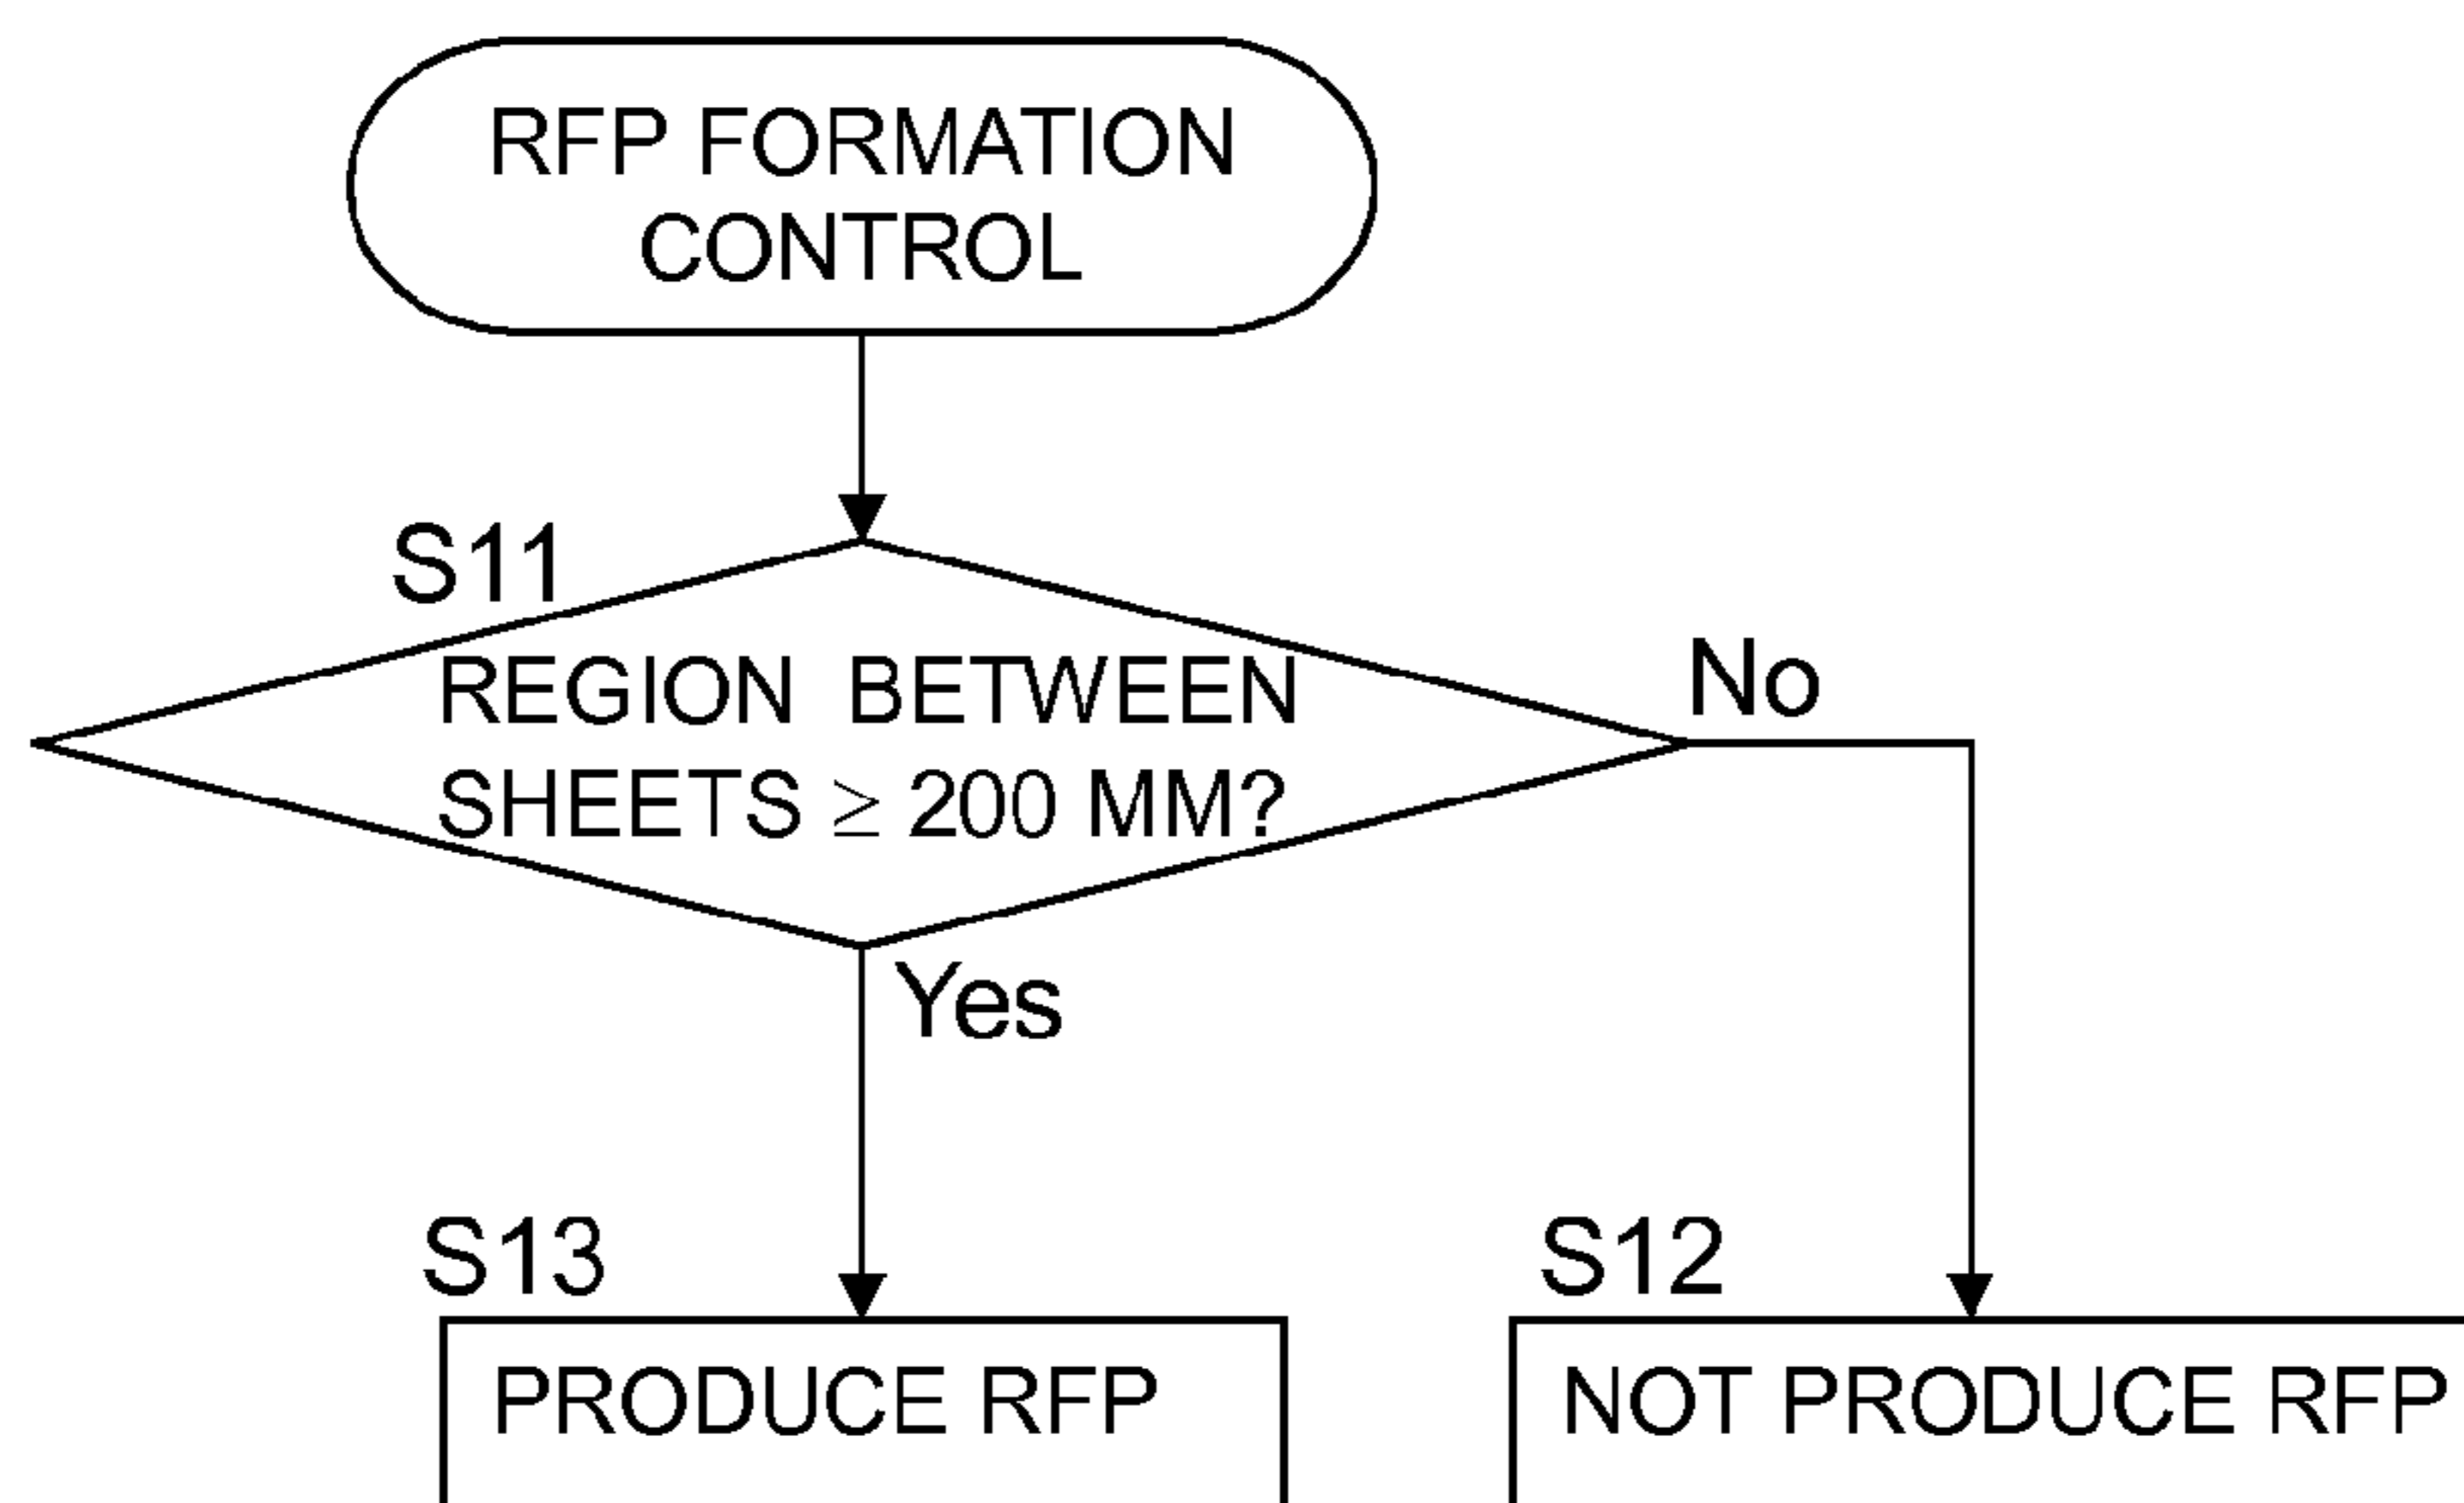 RFP FORMATION
CONTROL
S11
REGION BETWEEN
SHEETS ≥ 200 MM?
No
Yes
S13
S12
PRODUCE RFP
NOT PRODUCE RFP